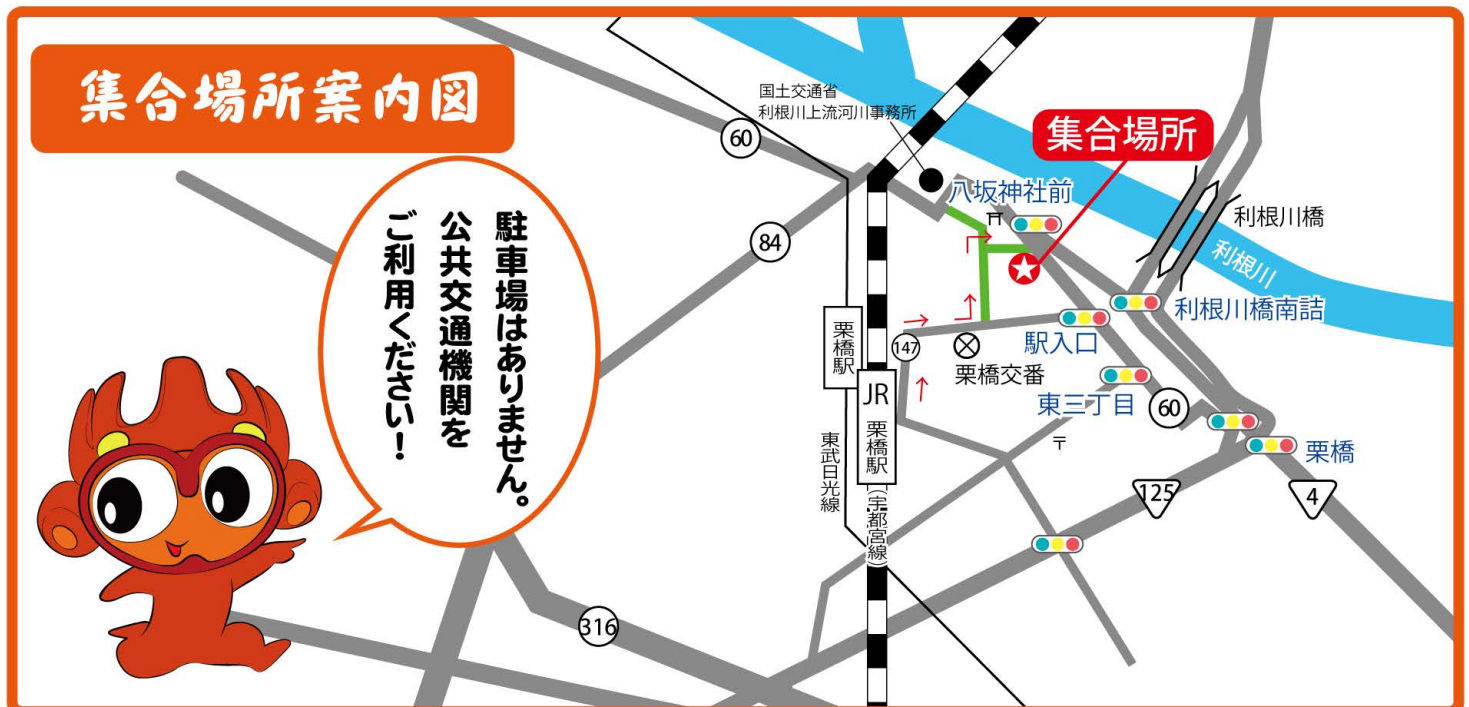 集合場所案内図
駐車場はありません。
公共交通機関を
ご利用ください!
国土交通省
利根川上流河川事務所
集合場所
八坂神社前
利根川橋
利根川
利根川橋南詰
駅入口
栗橋交番
東三丁目
栗橋
栗橋駅
JR 栗橋駅
(宇都宮線)
東武日光線
〒
60
84
147
60
125
4
316